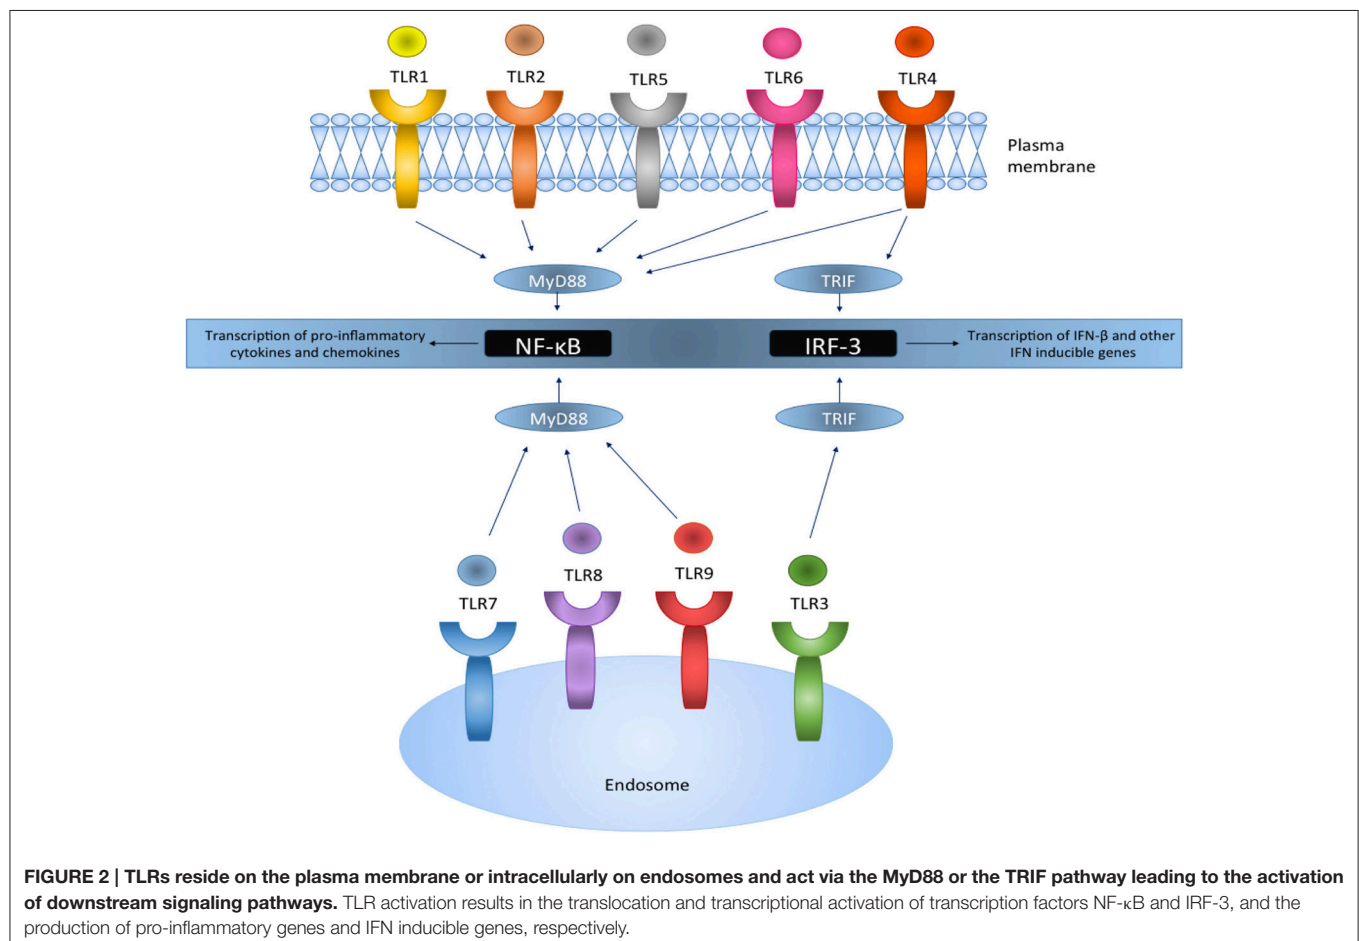 TLR1
TLR2
TLR5
TLR6
TLR4
Plasma
membrane
MyD88
TRIF
Transcription of pro-inflammatory
cytokines and chemokines
NF-κB
IRF-3
Transcription of IFN-β and other
IFN inducible genes
MyD88
TRIF
TLR7
TLR8
TLR9
TLR3
Endosome
FIGURE 2 | TLRs reside on the plasma membrane or intracellularly on endosomes and act via the MyD88 or the TRIF pathway leading to the activation
of downstream signaling pathways. TLR activation results in the translocation and transcriptional activation of transcription factors NF-κB and IRF-3, and the
production of pro-inflammatory genes and IFN inducible genes, respectively.